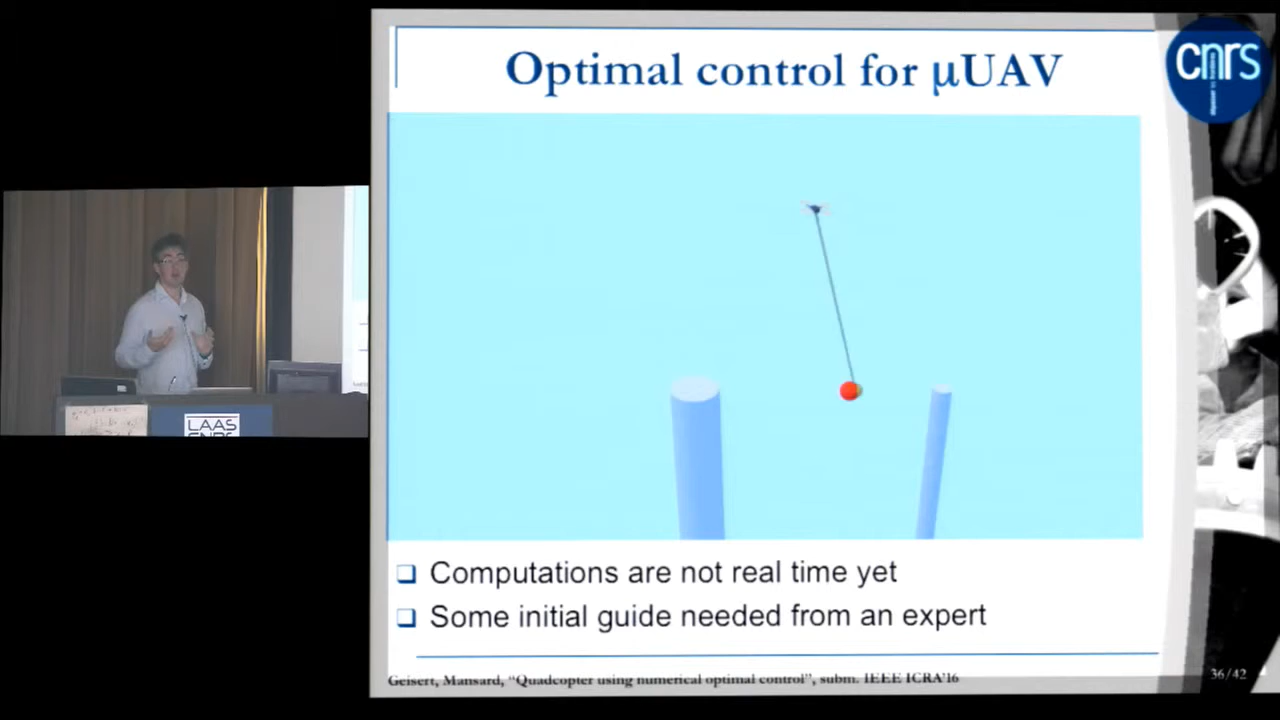 Optimal control for µUAV
cnrs
LAAS
CNRS
Computations are not real time yet
Some initial guide needed from an expert
Geisert, Mansard, “Quadcopter using numerical optimal control”, subm. IEEE ICRA'16
36/42